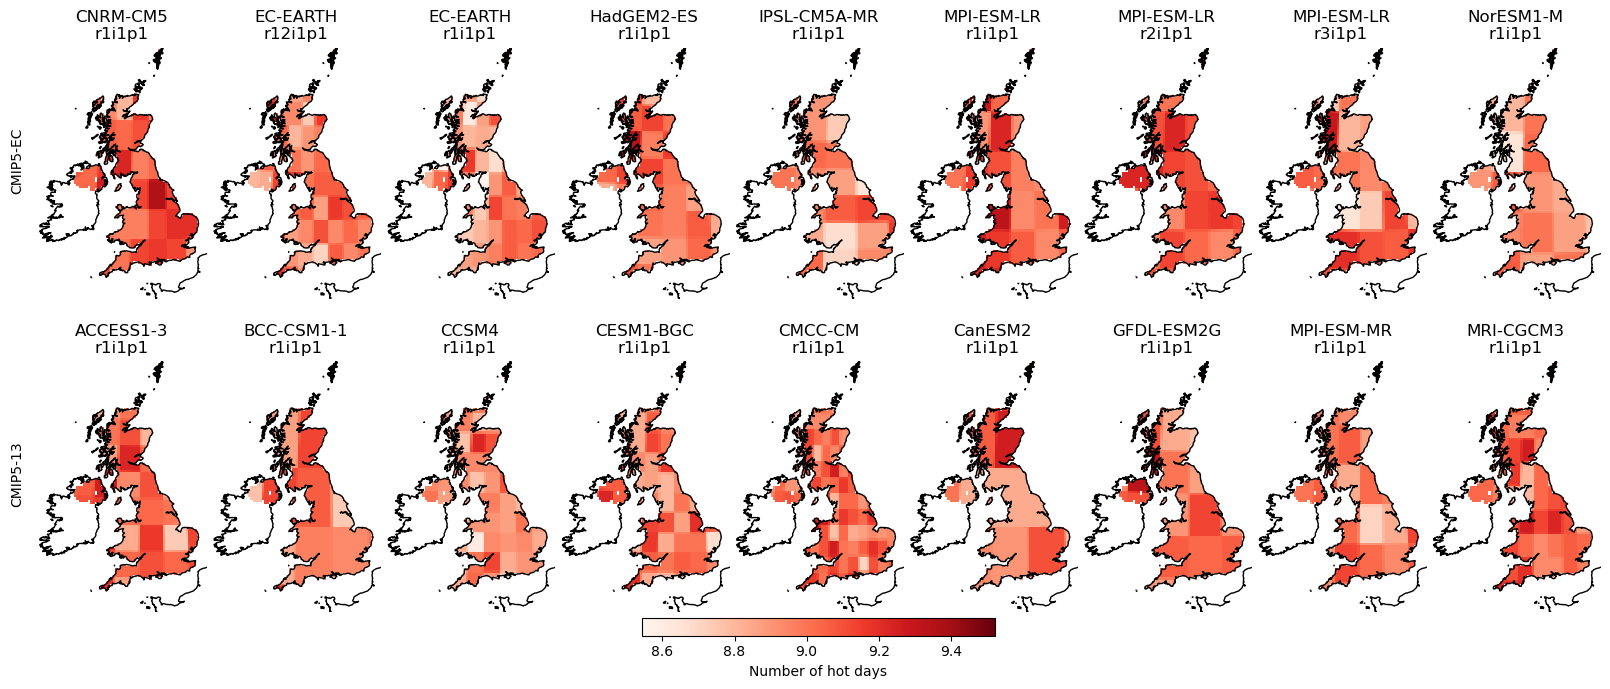 CNRM-CM5 EC-EARTH EC-EARTH HadGEM2-ES IPSL-CM5A-MR MPI-ESM-LR MPI-ESM-LR MPI-ESM-LR NorESM1-M
r1i1p1 r12i1p1 r1i1p1 r1i1p1 r1i1p1 r1i1p1 r2i1p1 r3i1p1 r1i1p1
CMIP5-EC
ACCESS1-3 BCC-CSM1-1 CCSM4 CESM1-BGC CMCC-CM CanESM2 GFDL-ESM2G MPI-ESM-MR MRI-CGCM3
r1i1p1 r1i1p1 r1i1p1 r1i1p1 r1i1p1 r1i1p1 r1i1p1 r1i1p1 r1i1p1
CMIP5-13
8.6 8.8 9.0 9.2 9.4
Number of hot days